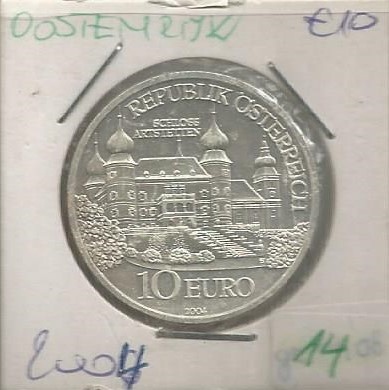 OOSTENRIJK €10
REPUBLIK ÖSTERREICH
SCHLOSS
ARTSTETTEN
10 EURO
2004
2004
14